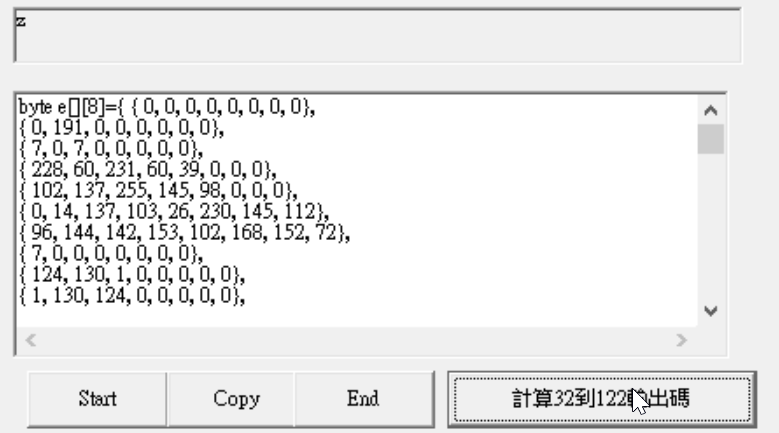 z
byte e[][8]={ { 0, 0, 0, 0, 0, 0, 0, 0},
{ 0, 191, 0, 0, 0, 0, 0, 0},
{ 7, 0, 7, 0, 0, 0, 0, 0},
{ 228, 60, 231, 60, 39, 0, 0, 0},
{ 102, 137, 255, 145, 98, 0, 0, 0},
{ 0, 14, 137, 103, 26, 230, 145, 112},
{ 96, 144, 142, 153, 102, 168, 152, 72},
{ 7, 0, 0, 0, 0, 0, 0, 0},
{ 124, 130, 1, 0, 0, 0, 0, 0},
{ 1, 130, 124, 0, 0, 0, 0, 0},
Start Copy End 計算32到122出碼